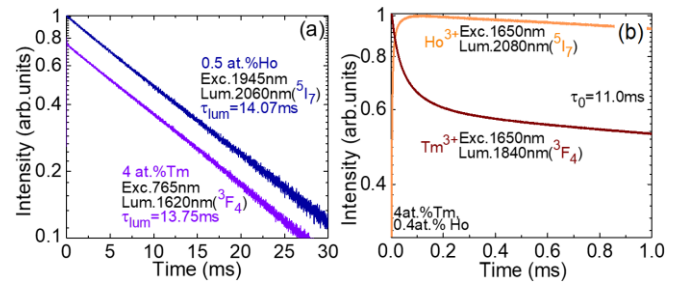 (a)
0.5 at.%Ho
Exc.1945nm
Lum.2060nm(⁵I₇)
τlum=14.07ms
4 at.%Tm
Exc.765nm
Lum.1620nm(³F₄)
τlum=13.75ms
Intensity (arb.units)
1
0.8
0.6
0.4
0.2
0.1
0
5
10
15
20
25
30
Time (ms)
(b)
Ho³⁺Exc.1650nm
Lum.2080nm(⁵I₇)
τ₀=11.0ms
Tm³⁺Exc.1650nm
Lum.1840nm(³F₄)
4at.%Tm,
0.4at.% Ho
Intensity (arb.units)
1
0.8
0.6
0.4
0.0
0.2
0.4
0.6
0.8
1.0
Time (ms)